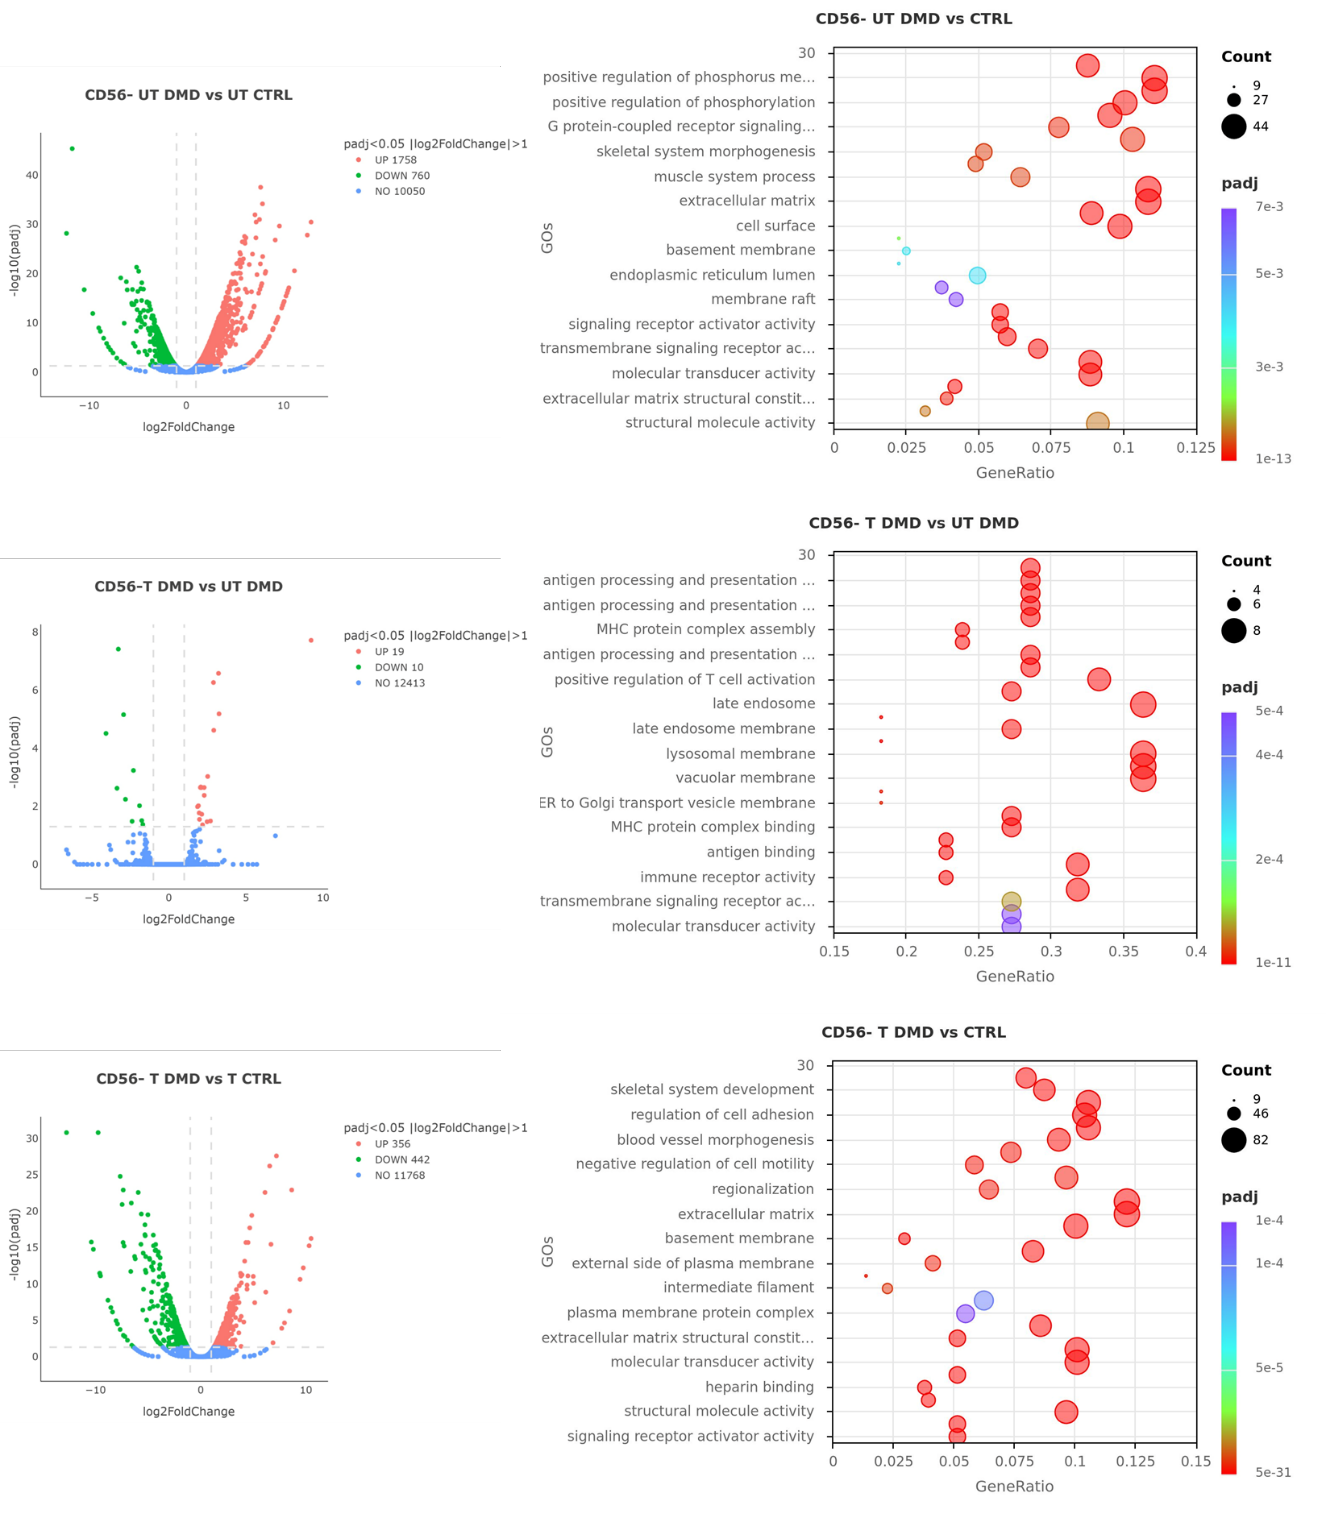 CD56- UT DMD vs UT CTRL
padj<0.05 |log2FoldChange|>1
UP 1758
DOWN 760
NO 10050
-log10(padj)
40
30
20
10
0
−10
0
10
log2FoldChange
CD56- UT DMD vs CTRL
GOs
30
positive regulation of phosphorus me...
positive regulation of phosphorylation
G protein-coupled receptor signaling...
skeletal system morphogenesis
muscle system process
extracellular matrix
cell surface
basement membrane
endoplasmic reticulum lumen
membrane raft
signaling receptor activator activity
transmembrane signaling receptor ac...
molecular transducer activity
extracellular matrix structural constit...
structural molecule activity
0
0.025
0.05
0.075
0.1
0.125
GeneRatio
Count
9
27
44
padj
7e-3
5e-3
3e-3
1e-13
CD56-T DMD vs UT DMD
padj<0.05 |log2FoldChange|>1
UP 19
DOWN 10
NO 12413
-log10(padj)
8
6
4
2
0
−5
0
5
10
log2FoldChange
CD56- T DMD vs UT DMD
GOs
30
antigen processing and presentation ...
antigen processing and presentation ...
MHC protein complex assembly
antigen processing and presentation ...
positive regulation of T cell activation
late endosome
late endosome membrane
lysosomal membrane
vacuolar membrane
ER to Golgi transport vesicle membrane
MHC protein complex binding
antigen binding
immune receptor activity
transmembrane signaling receptor ac...
molecular transducer activity
0.15
0.2
0.25
0.3
0.35
0.4
GeneRatio
Count
4
6
8
padj
5e-4
4e-4
2e-4
1e-11
CD56- T DMD vs T CTRL
padj<0.05 |log2FoldChange|>1
UP 356
DOWN 442
NO 11768
-log10(padj)
30
25
20
15
10
5
0
−10
0
10
log2FoldChange
CD56- T DMD vs CTRL
GOs
30
skeletal system development
regulation of cell adhesion
blood vessel morphogenesis
negative regulation of cell motility
regionalization
extracellular matrix
basement membrane
external side of plasma membrane
intermediate filament
plasma membrane protein complex
extracellular matrix structural constit...
molecular transducer activity
heparin binding
structural molecule activity
signaling receptor activator activity
0
0.025
0.05
0.075
0.1
0.125
0.15
GeneRatio
Count
9
46
82
padj
1e-4
1e-4
5e-5
5e-31